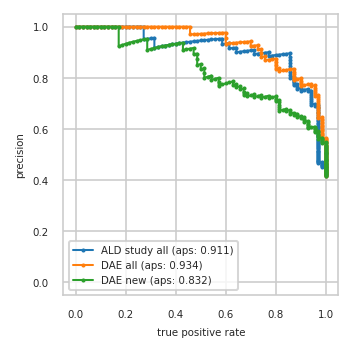 1.0
0.8
0.6
0.4
0.2
0.0
precision
ALD study all (aps: 0.911)
DAE all (aps: 0.934)
DAE new (aps: 0.832)
0.0 0.2 0.4 0.6 0.8 1.0
true positive rate